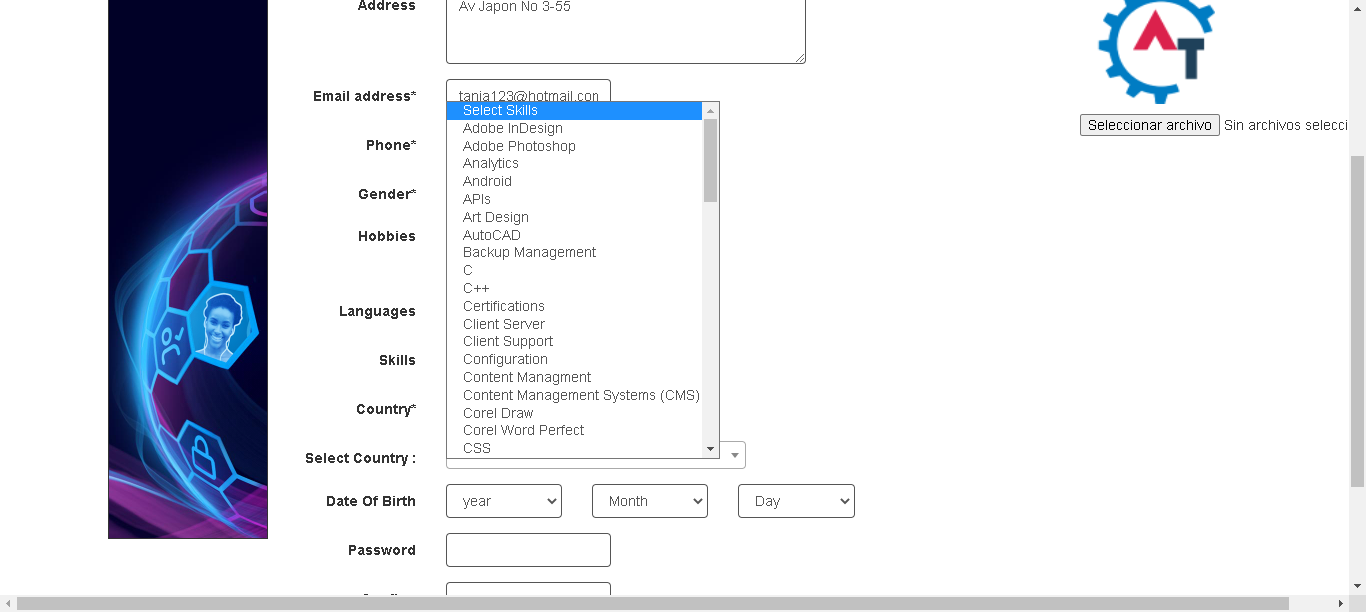 Address
Av Japon No 3-55
AT
Seleccionar archivo Sin archivos selecci
Email address*
tania123@hotmail.con
Phone*
Gender*
Hobbies
Languages
Skills
Select Skills
Adobe InDesign
Adobe Photoshop
Analytics
Android
APIs
Art Design
AutoCAD
Backup Management
C
C++
Certifications
Client Server
Client Support
Configuration
Content Managment
Content Management Systems (CMS)
Corel Draw
Corel Word Perfect
CSS
Country*
Select Country :
Date Of Birth
year
Month
Day
Password